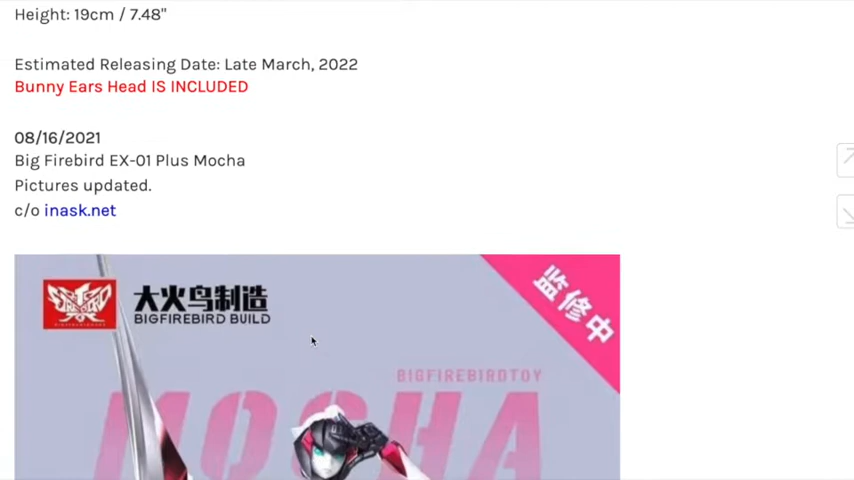 Height: 19cm / 7.48"
Estimated Releasing Date: Late March, 2022
Bunny Ears Head IS INCLUDED
08/16/2021
Big Firebird EX-01 Plus Mocha
Pictures updated.
c/o inask.net
大火鸟制造
BIGFIREBIRD BUILD
监修中
BIGFIREBIRDTOY
MOCHA